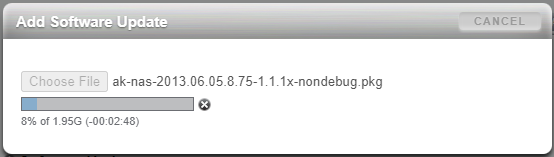 Add Software Update
CANCEL
Choose File ak-nas-2013.06.05.8.75-1.1.1x-nondebug.pkg
8% of 1.95G (-00:02:48)